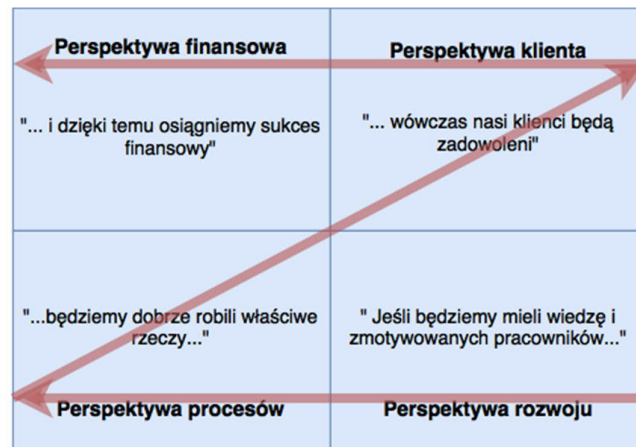 Perspektywa finansowa
"... i dzięki temu osiągniemy sukces
finansowy"
Perspektywa klienta
"... wówczas nasi klienci będą
zadowoleni"
"...będziemy dobrze robili właściwe
rzeczy..."
Perspektywa procesów
" Jeśli będziemy mieli wiedzę i
zmotywowanych pracowników..."
Perspektywa rozwoju